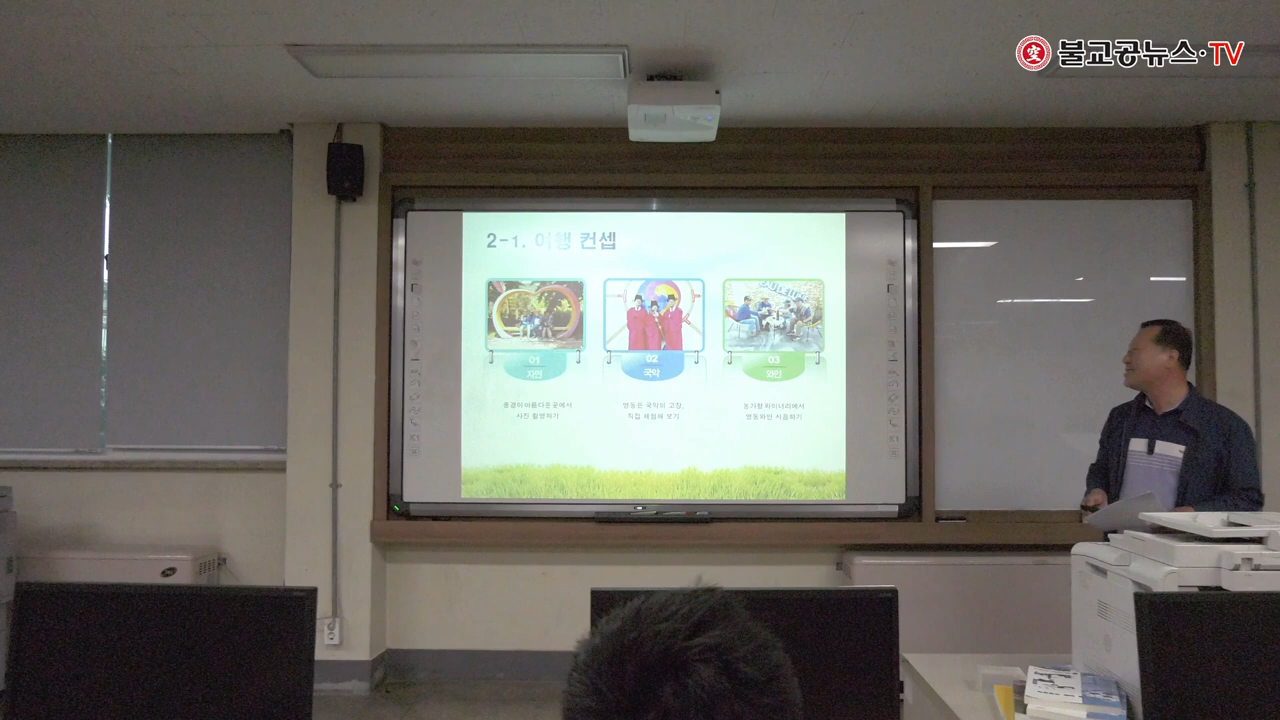 空
불교공뉴스·TV
2-1. 여행 컨셉
01
자연
풍경이 아름다운 곳에서
사진 촬영하기
02
국악
영동은 국악의 고장,
직접 체험해 보기
03
와인
농가형 와이너리에서
영동와인 시음하기